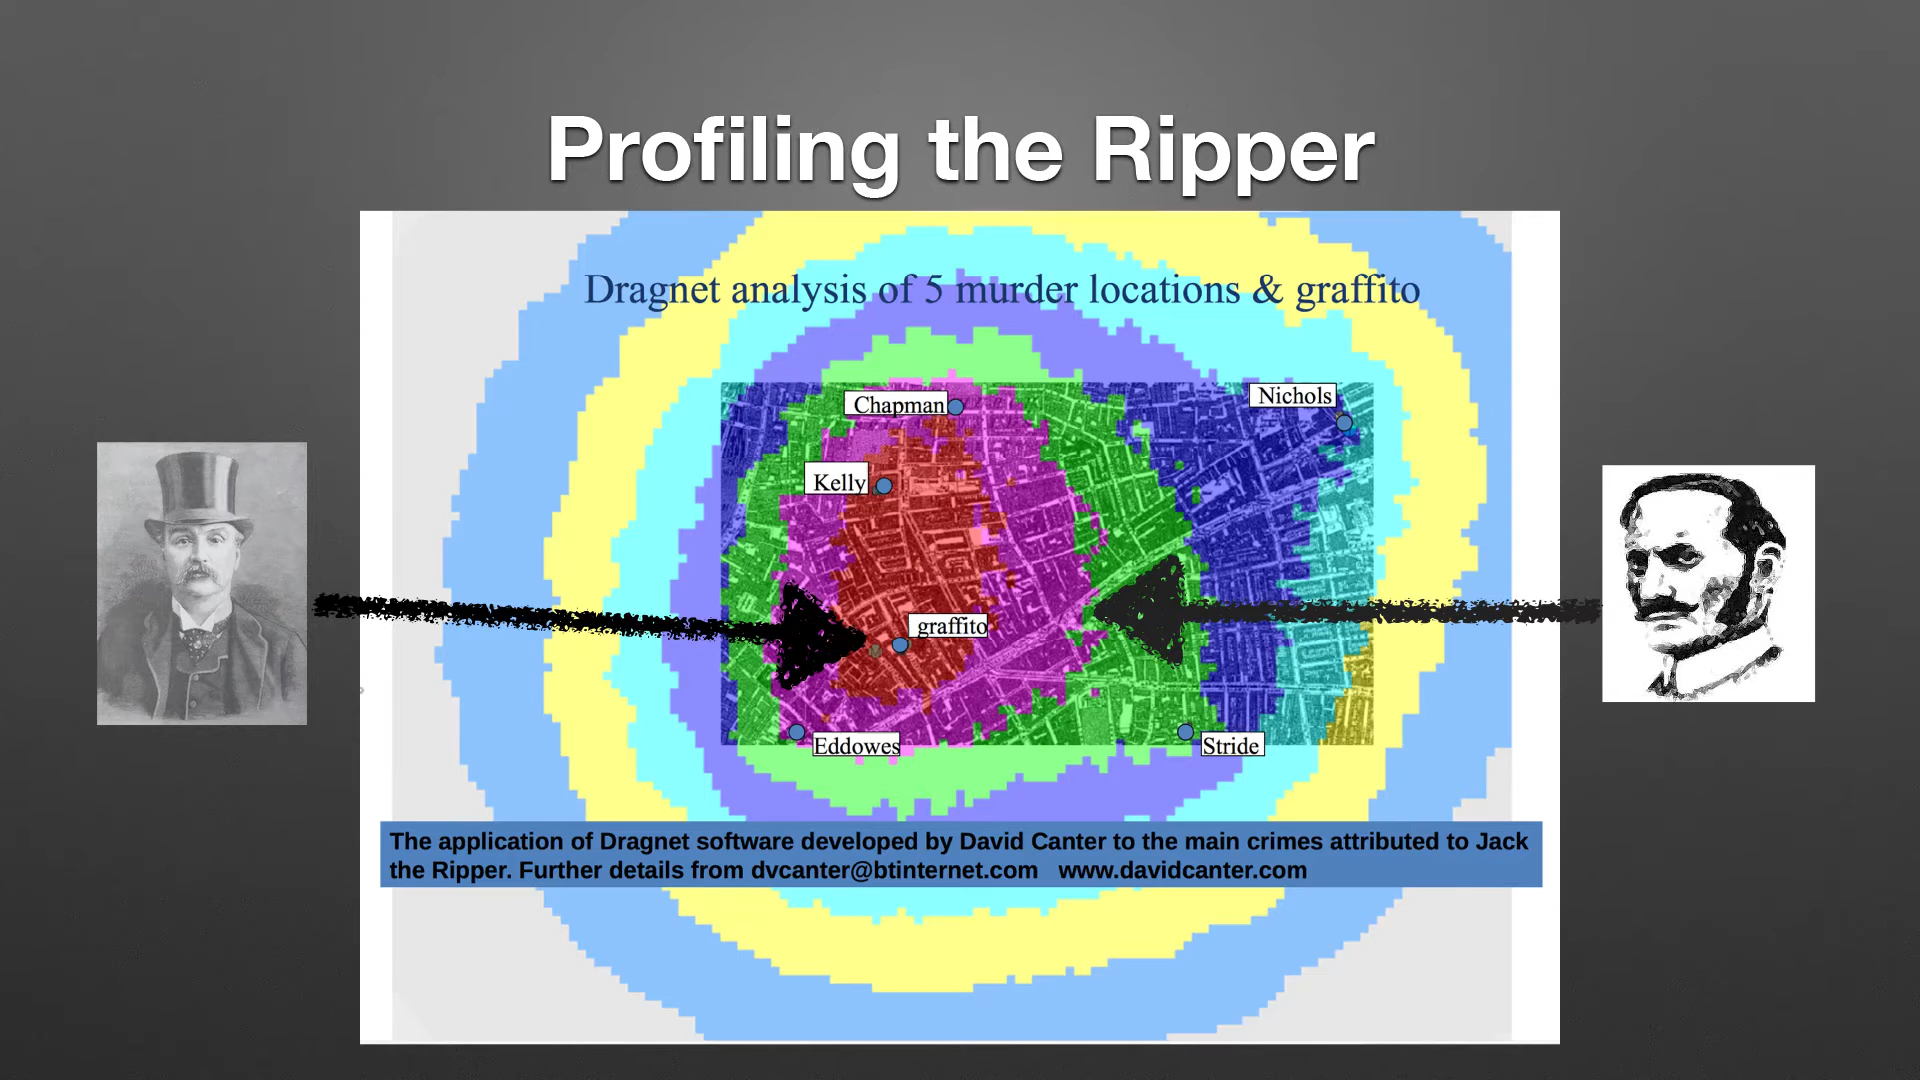 Profiling the Ripper
Dragnet analysis of 5 murder locations & graffito
Nichols
Chapman
Kelly
graffito
Eddowes
Stride
The application of Dragnet software developed by David Canter to the main crimes attributed to Jack
the Ripper. Further details from dvcanter@btinternet.com www.davidcanter.com